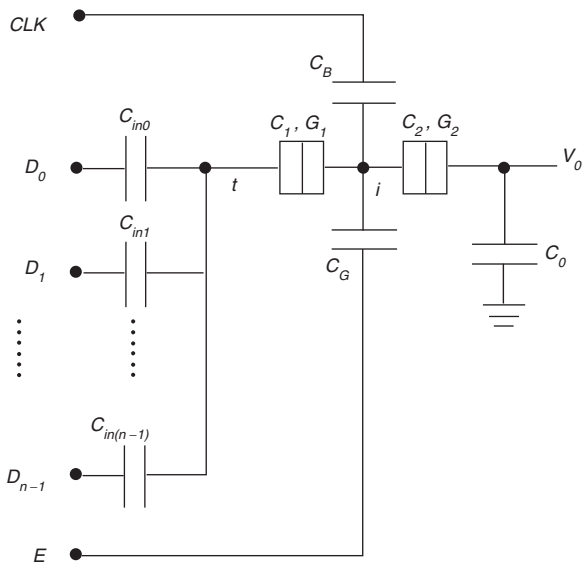 CLK
C_B
C_in0
C_1, G_1
C_2, G_2
D_0
t
i
V_0
C_in1
D_1
C_G
C_0
C_in(n−1)
D_n−1
E